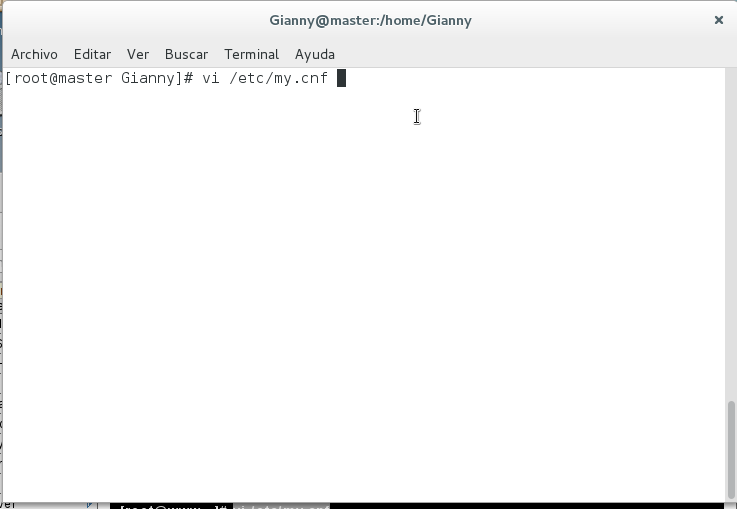 Gianny@master:/home/Gianny
Archivo Editar Ver Buscar Terminal Ayuda
[root@master Gianny]# vi /etc/my.cnf